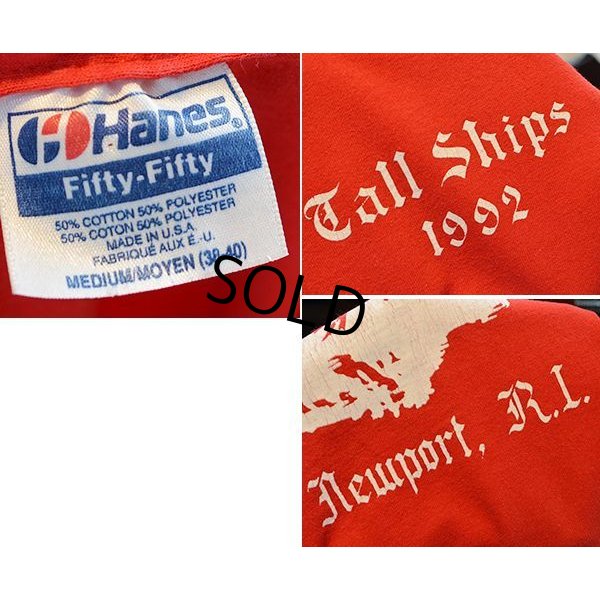 Hanes®
Fifty-Fifty
50% COTTON 50% POLYESTER
50% COTON 50% POLYESTER
MADE IN U.S.A
FABRIQUÉ AUX É.-U.
MEDIUM/MOYEN (38-40)
Tall Ships
1992
SOLD
Newport, R.I.